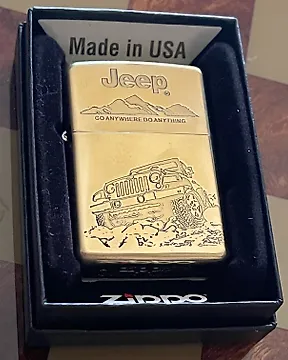 Made in USA
Jeep®
GO ANYWHERE DO ANYTHING
Zippo